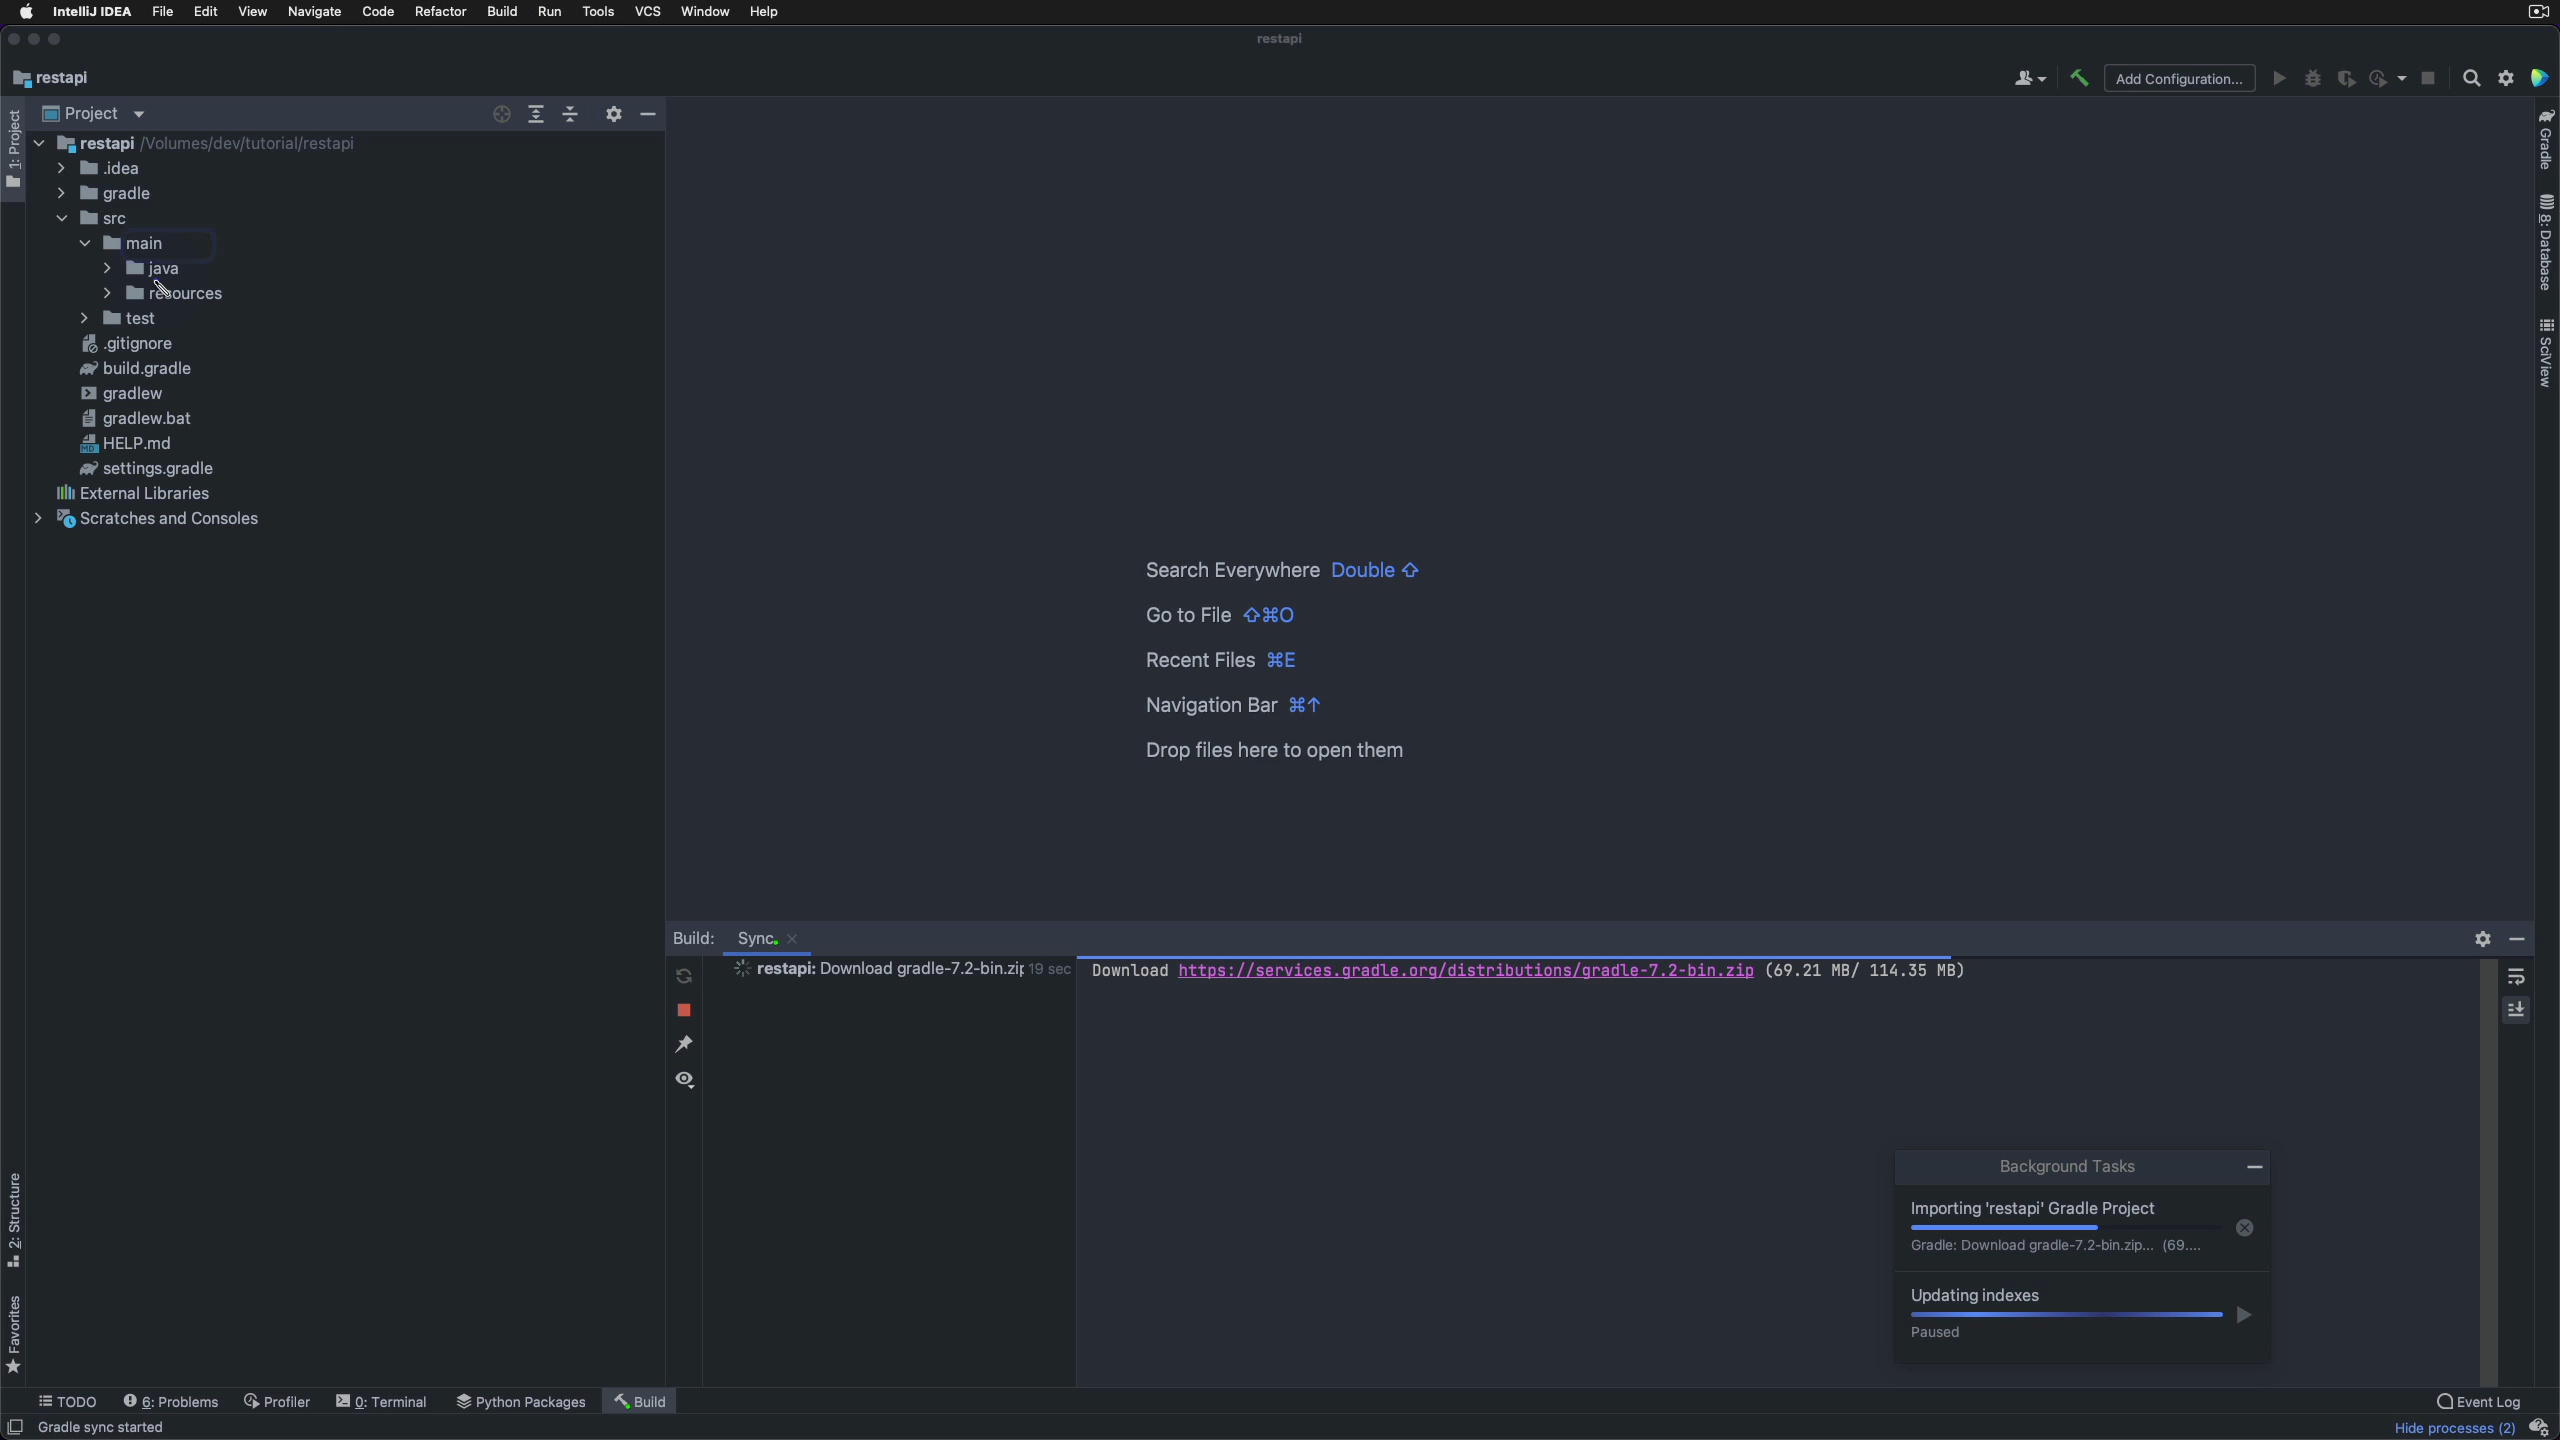 IntelliJ IDEA File Edit View Navigate Code Refactor Build Run Tools VCS Window Help
restapi
restapi
Add Configuration...
1: Project
Project
restapi /Volumes/dev/tutorial/restapi
.idea
gradle
src
main
java
resources
test
.gitignore
build.gradle
gradlew
gradlew.bat
HELP.md
settings.gradle
External Libraries
Scratches and Consoles
Gradle
8: Database
SciView
Search Everywhere Double ⇧
Go to File ⇧⌘O
Recent Files ⌘E
Navigation Bar ⌘↑
Drop files here to open them
Build: Sync
restapi: Download gradle-7.2-bin.zip 19 sec
Download https://services.gradle.org/distributions/gradle-7.2-bin.zip (69.21 MB/ 114.35 MB)
Background Tasks
Importing 'restapi' Gradle Project
Gradle: Download gradle-7.2-bin.zip... (69....
Updating indexes
Paused
2: Structure
Favorites
TODO 6: Problems Profiler 0: Terminal Python Packages Build Event Log
Gradle sync started Hide processes (2)